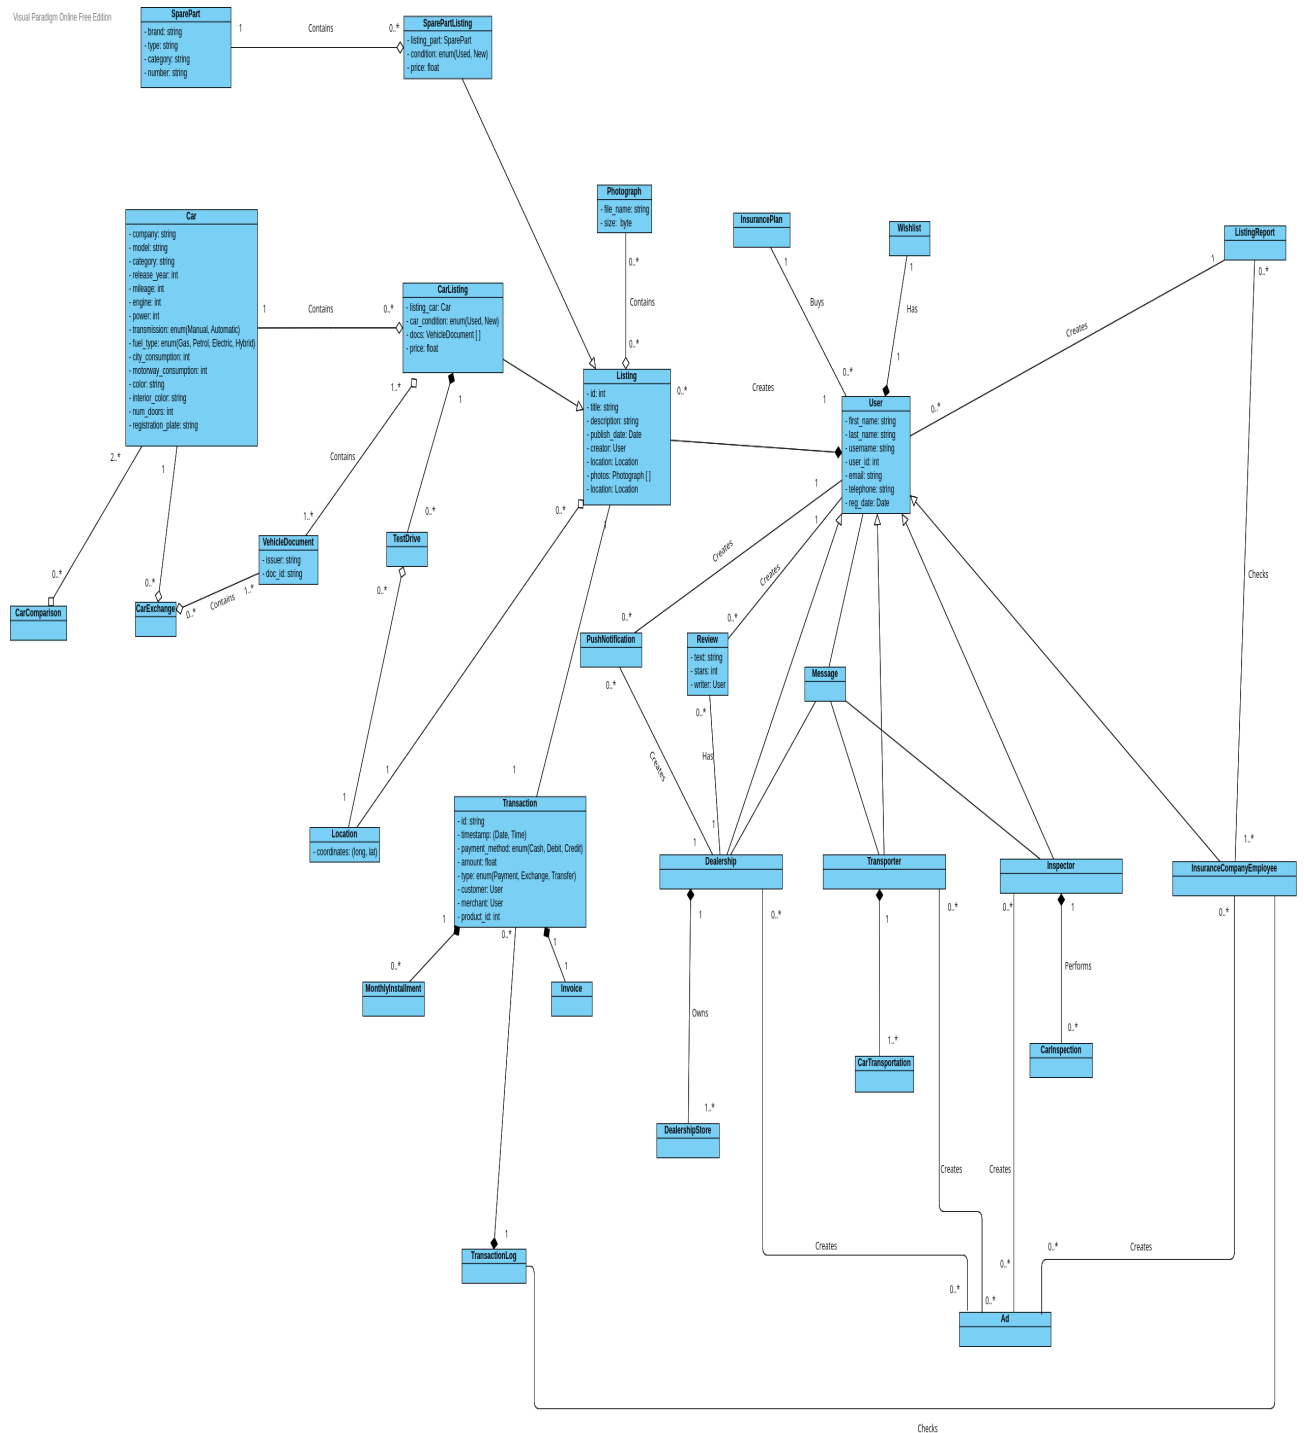 Visual Paradigm Online Free Edition
SparePart
- brand: string
- type: string
- category: string
- number: string
1
Contains
0..*
SparePartListing
- listing_part: SparePart
- condition: enum(Used, New)
- price: float
Photograph
- file_name: string
- size:  byte
0..*
Contains
0..*
InsurancePlan
1
Buys
0..*
Wishlist
1
Has
1
ListingReport
1
0..*
Creates
0..*
Car
- company: string
- model: string
- category: string
- release_year: int
- mileage: int
- engine: int
- power: int
- transmission: enum(Manual, Automatic)
- fuel_type: enum(Gas, Petrol, Electric, Hybrid)
- city_consumption: int
- motorway_consumption: int
- color: string
- interior_color: string
- num_doors: int
- registration_plate: string
1
Contains
0..*
CarListing
- listing_car: Car
- car_condition: enum(Used, New)
- docs: VehicleDocument [ ]
- price: float
1..*
1
Contains
1..*
0..*
Listing
- id: int
- title: string
- description: string
- publish_date: Date
- creator: User
- location: Location
- photos: Photograph [ ]
- location: Location
0..*
Creates
1
User
- first_name: string
- last_name: string
- username: string
- user_id: int
- email: string
- telephone: string
- reg_date: Date
2..*
1
0..*
0..*
VehicleDocument
- issuer: string
- doc_id: string
TestDrive
0..*
0..*
1
1
1
Creates
Creates
Checks
CarComparison
CarExchange
0..*
Contains
1..*
0..*
0..*
PushNotification
Review
- text: string
- stars: int
- writer: User
Message
0..*
0..*
Creates
Has
1
1
1
1
1
Location
- coordinates: (long, lat)
Transaction
- id: string
- timestamp: (Date, Time)
- payment_method: enum(Cash, Debit, Credit)
- amount: float
- type: enum(Payment, Exchange, Transfer)
- customer: User
- merchant: User
- product_id: int
1..*
Dealership
Transporter
Inspector
InsuranceCompanyEmployee
1
0..*
1
1
0..*
1
0..*
0..*
1
0..*
0..*
1
MonthlyInstallment
Invoice
Performs
Owns
0..*
1..*
CarInspection
CarTransportation
1..*
DealershipStore
Creates
Creates
1
TransactionLog
Creates
0..*
Creates
0..*
0..*
0..*
Ad
Checks